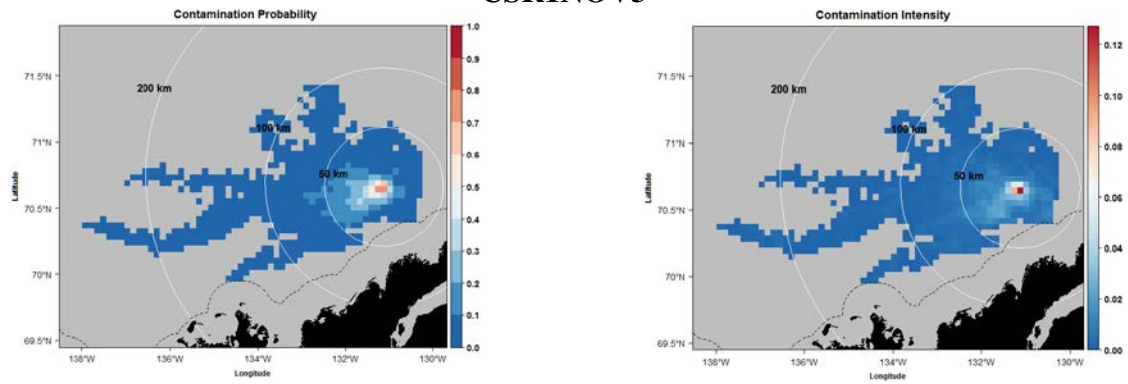 Contamination Probability
71.5°N
71°N
70.5°N
70°N
69.5°N
Latitude
200 km
100 km
50 km
138°W
136°W
134°W
132°W
130°W
Longitude
1.0
0.9
0.8
0.7
0.6
0.5
0.4
0.3
0.2
0.1
0.0
Contamination Intensity
71.5°N
71°N
70.5°N
70°N
69.5°N
Latitude
200 km
100 km
50 km
138°W
136°W
134°W
132°W
130°W
Longitude
0.12
0.10
0.08
0.06
0.04
0.02
0.00